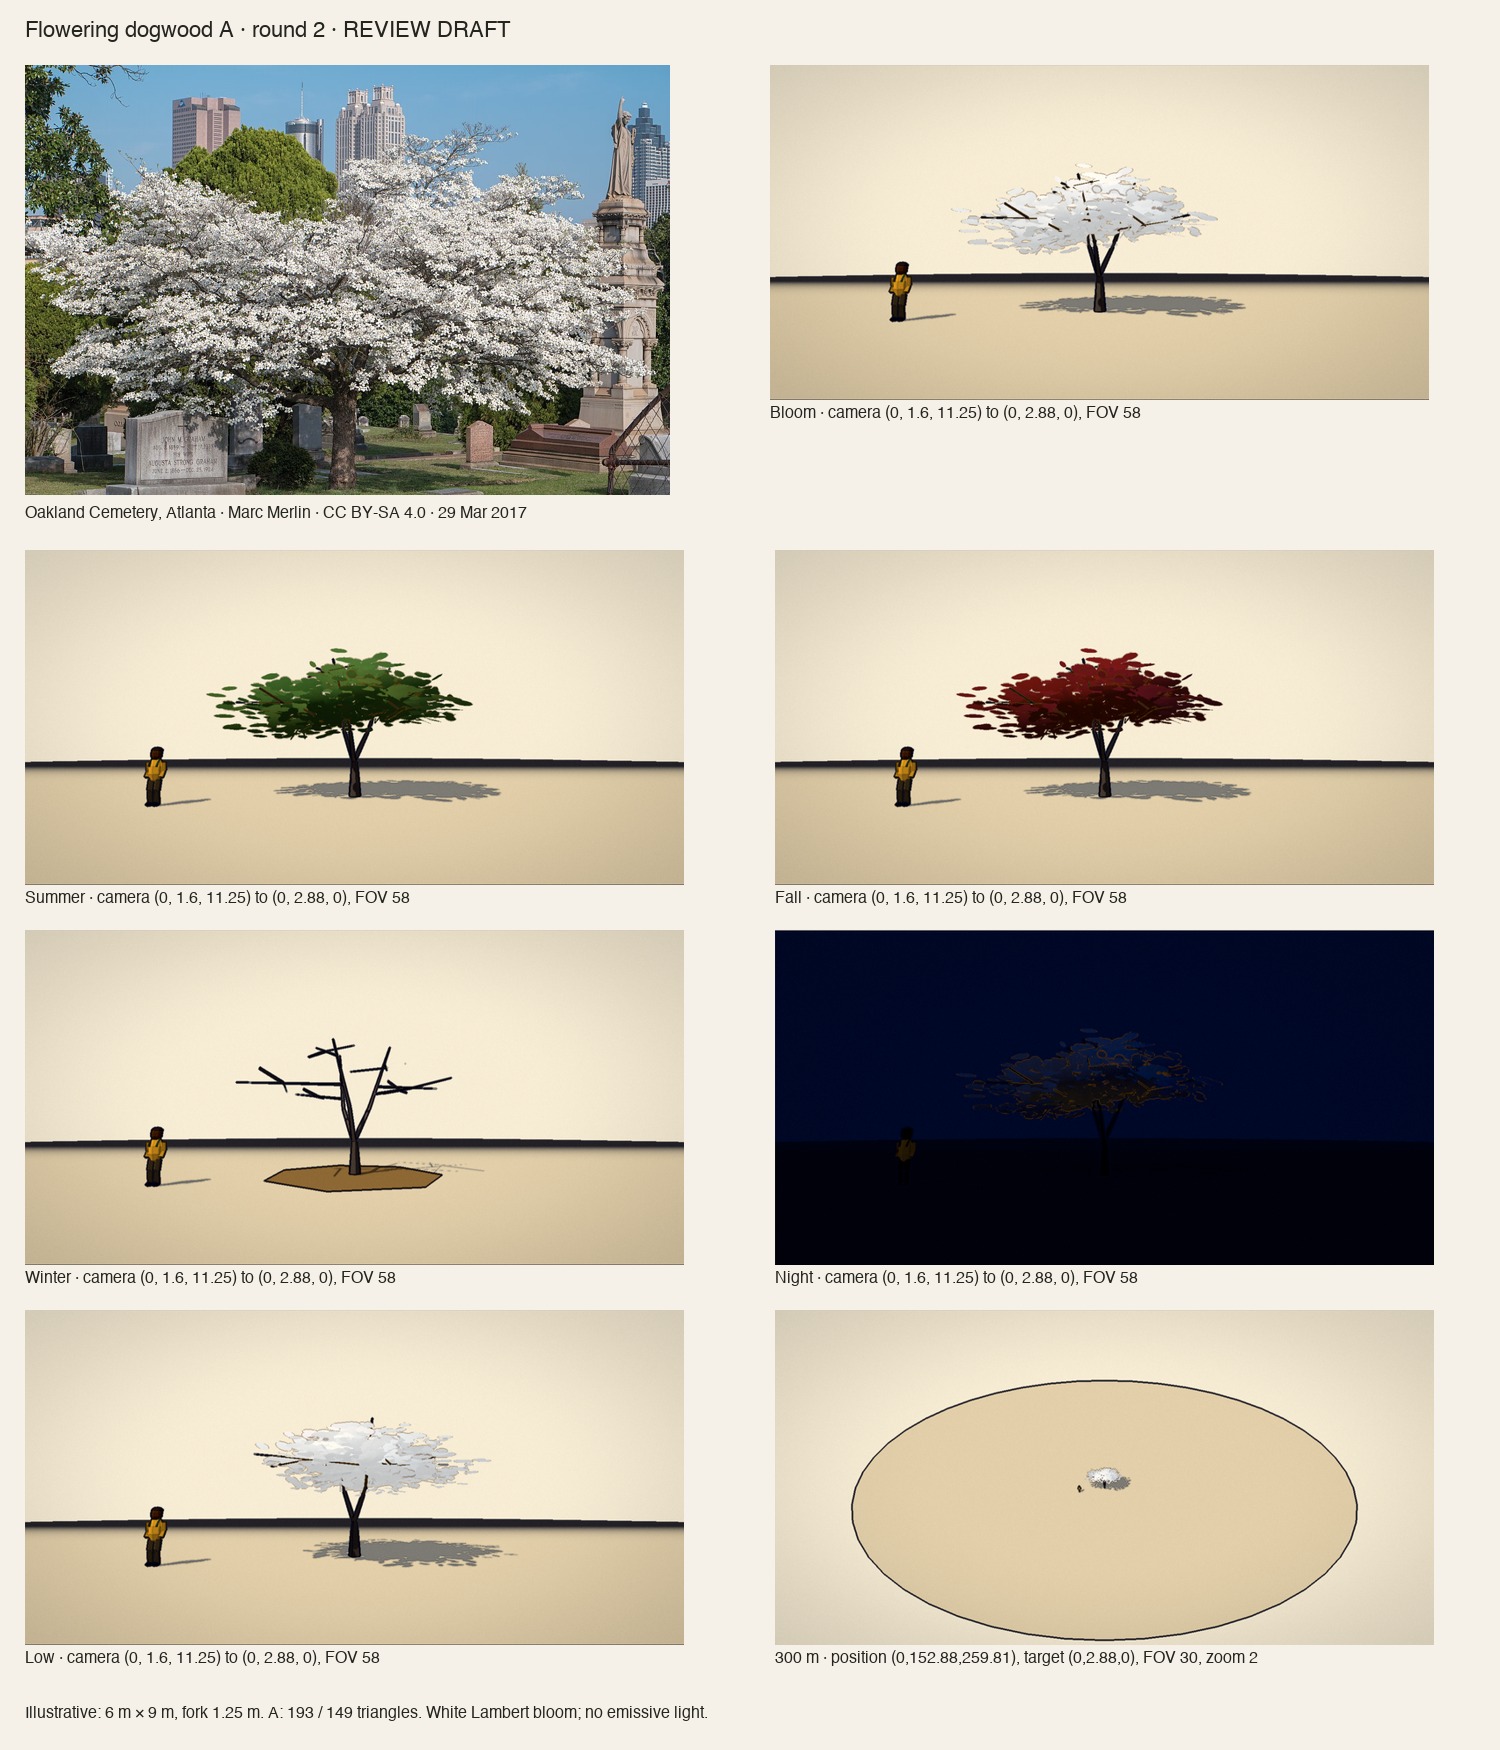 Flowering dogwood A · round 2 · REVIEW DRAFT
Oakland Cemetery, Atlanta · Marc Merlin · CC BY-SA 4.0 · 29 Mar 2017
Bloom · camera (0, 1.6, 11.25) to (0, 2.88, 0), FOV 58
Summer · camera (0, 1.6, 11.25) to (0, 2.88, 0), FOV 58
Fall · camera (0, 1.6, 11.25) to (0, 2.88, 0), FOV 58
Winter · camera (0, 1.6, 11.25) to (0, 2.88, 0), FOV 58
Night · camera (0, 1.6, 11.25) to (0, 2.88, 0), FOV 58
Low · camera (0, 1.6, 11.25) to (0, 2.88, 0), FOV 58
300 m · position (0,152.88,259.81), target (0,2.88,0), FOV 30, zoom 2
Illustrative: 6 m × 9 m, fork 1.25 m. A: 193 / 149 triangles. White Lambert bloom; no emissive light.